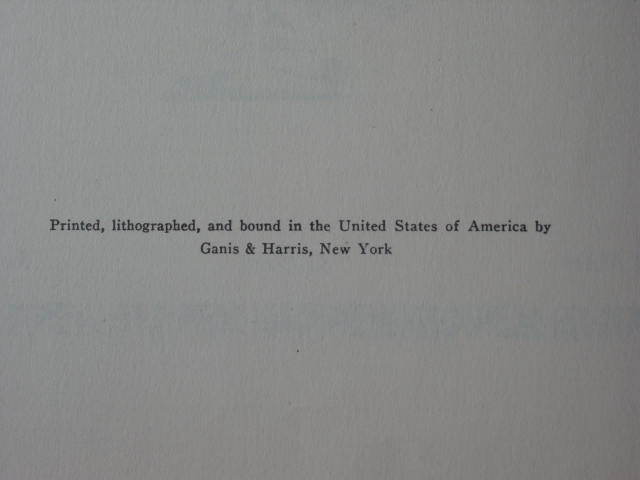 Printed, lithographed, and bound in the United States of America by
Ganis & Harris, New York